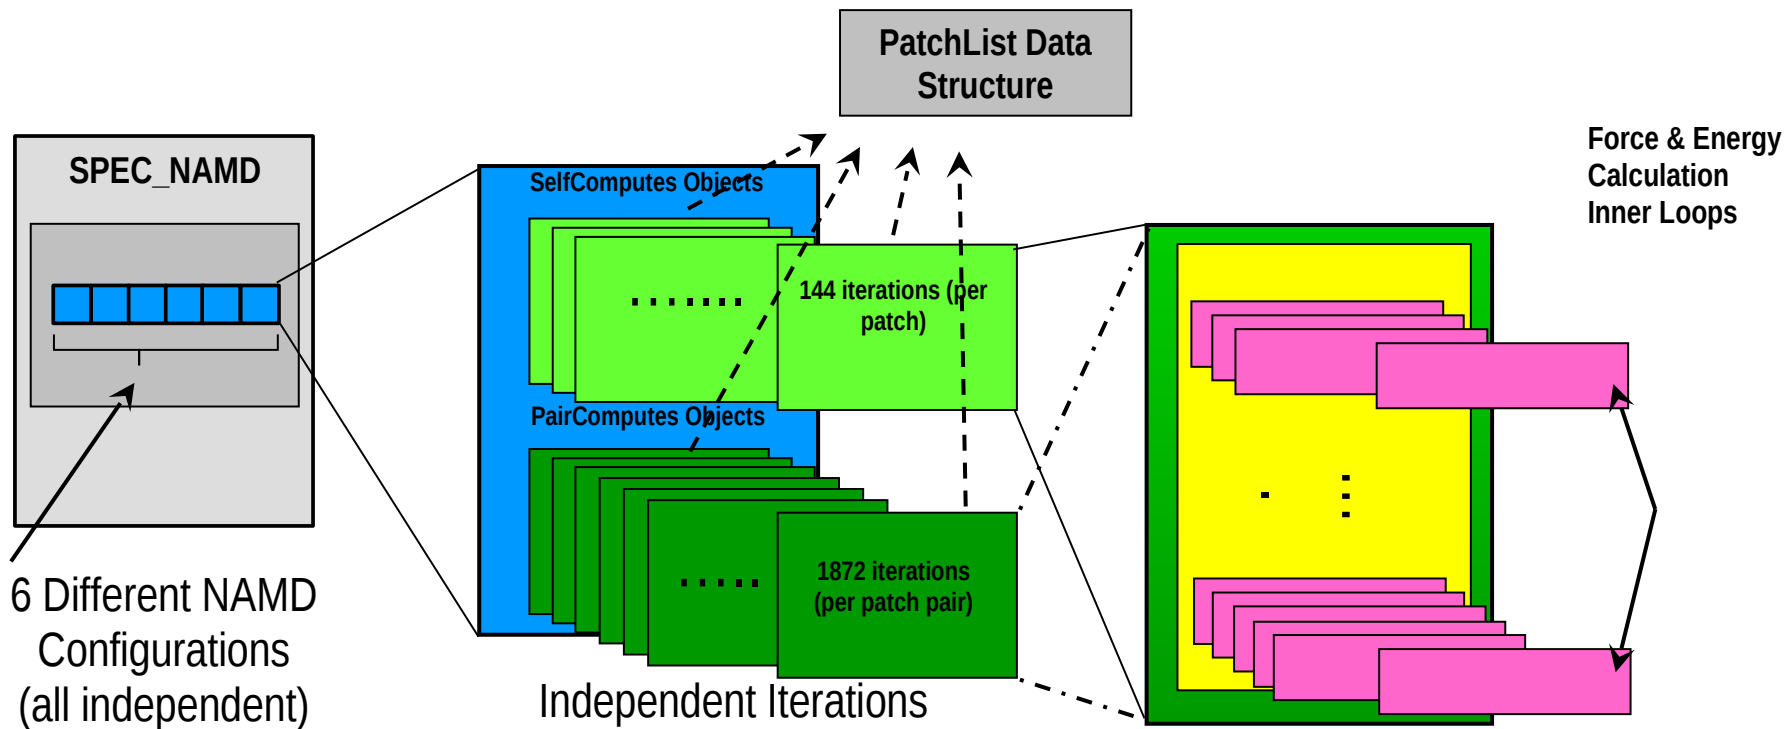 PatchList Data
Structure
SPEC_NAMD
SelfComputes Objects
144 iterations (per
patch)
PairComputes Objects
1872 iterations
(per patch pair)
Force & Energy
Calculation
Inner Loops
6 Different NAMD
Configurations
(all independent)
Independent Iterations